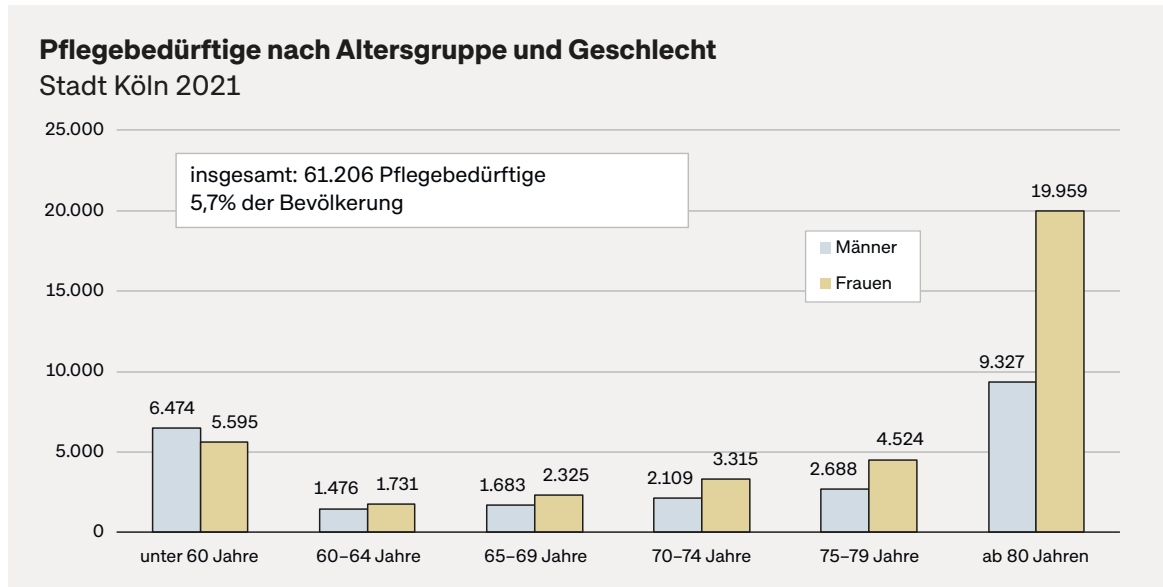 Pflegebedürftige nach Altersgruppe und Geschlecht
Stadt Köln 2021
25.000
insgesamt: 61.206 Pflegebedürftige
5,7% der Bevölkerung
20.000
19.959
Männer
Frauen
15.000
10.000
9.327
6.474
5.595
5.000
1.476
1.731
1.683
2.325
2.109
3.315
2.688
4.524
0
unter 60 Jahre
60–64 Jahre
65–69 Jahre
70–74 Jahre
75–79 Jahre
ab 80 Jahren